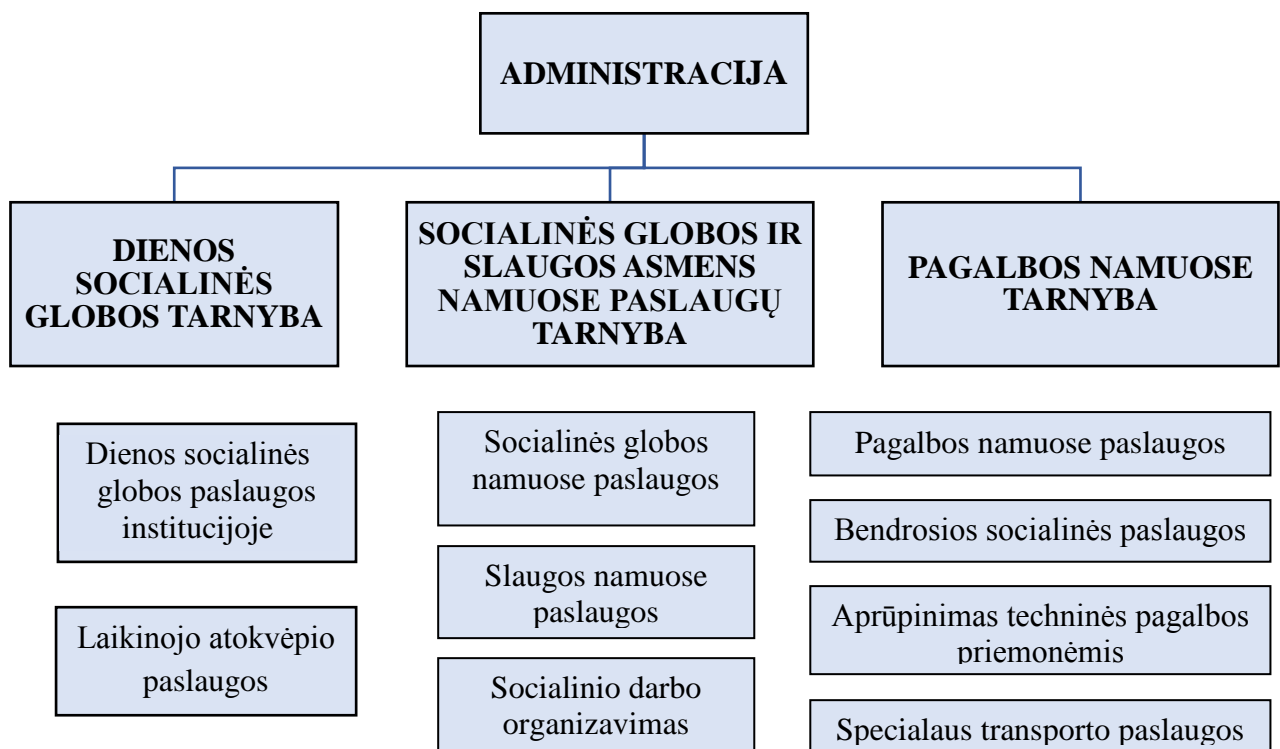 ADMINISTRACIJA
DIENOS
SOCIALINĖS
GLOBOS TARNYBA
SOCIALINĖS GLOBOS IR
SLAUGOS ASMENS
NAMUOSE PASLAUGŲ
TARNYBA
PAGALBOS NAMUOSE
TARNYBA
Dienos socialinės
globos paslaugos
institucijoje
Laikinojo atokvėpio
paslaugos
Socialinės globos
namuose paslaugos
Slaugos namuose
paslaugos
Socialinio darbo
organizavimas
Pagalbos namuose paslaugos
Bendrosios socialinės paslaugos
Aprūpinimas techninės pagalbos
priemonėmis
Specialaus transporto paslaugos